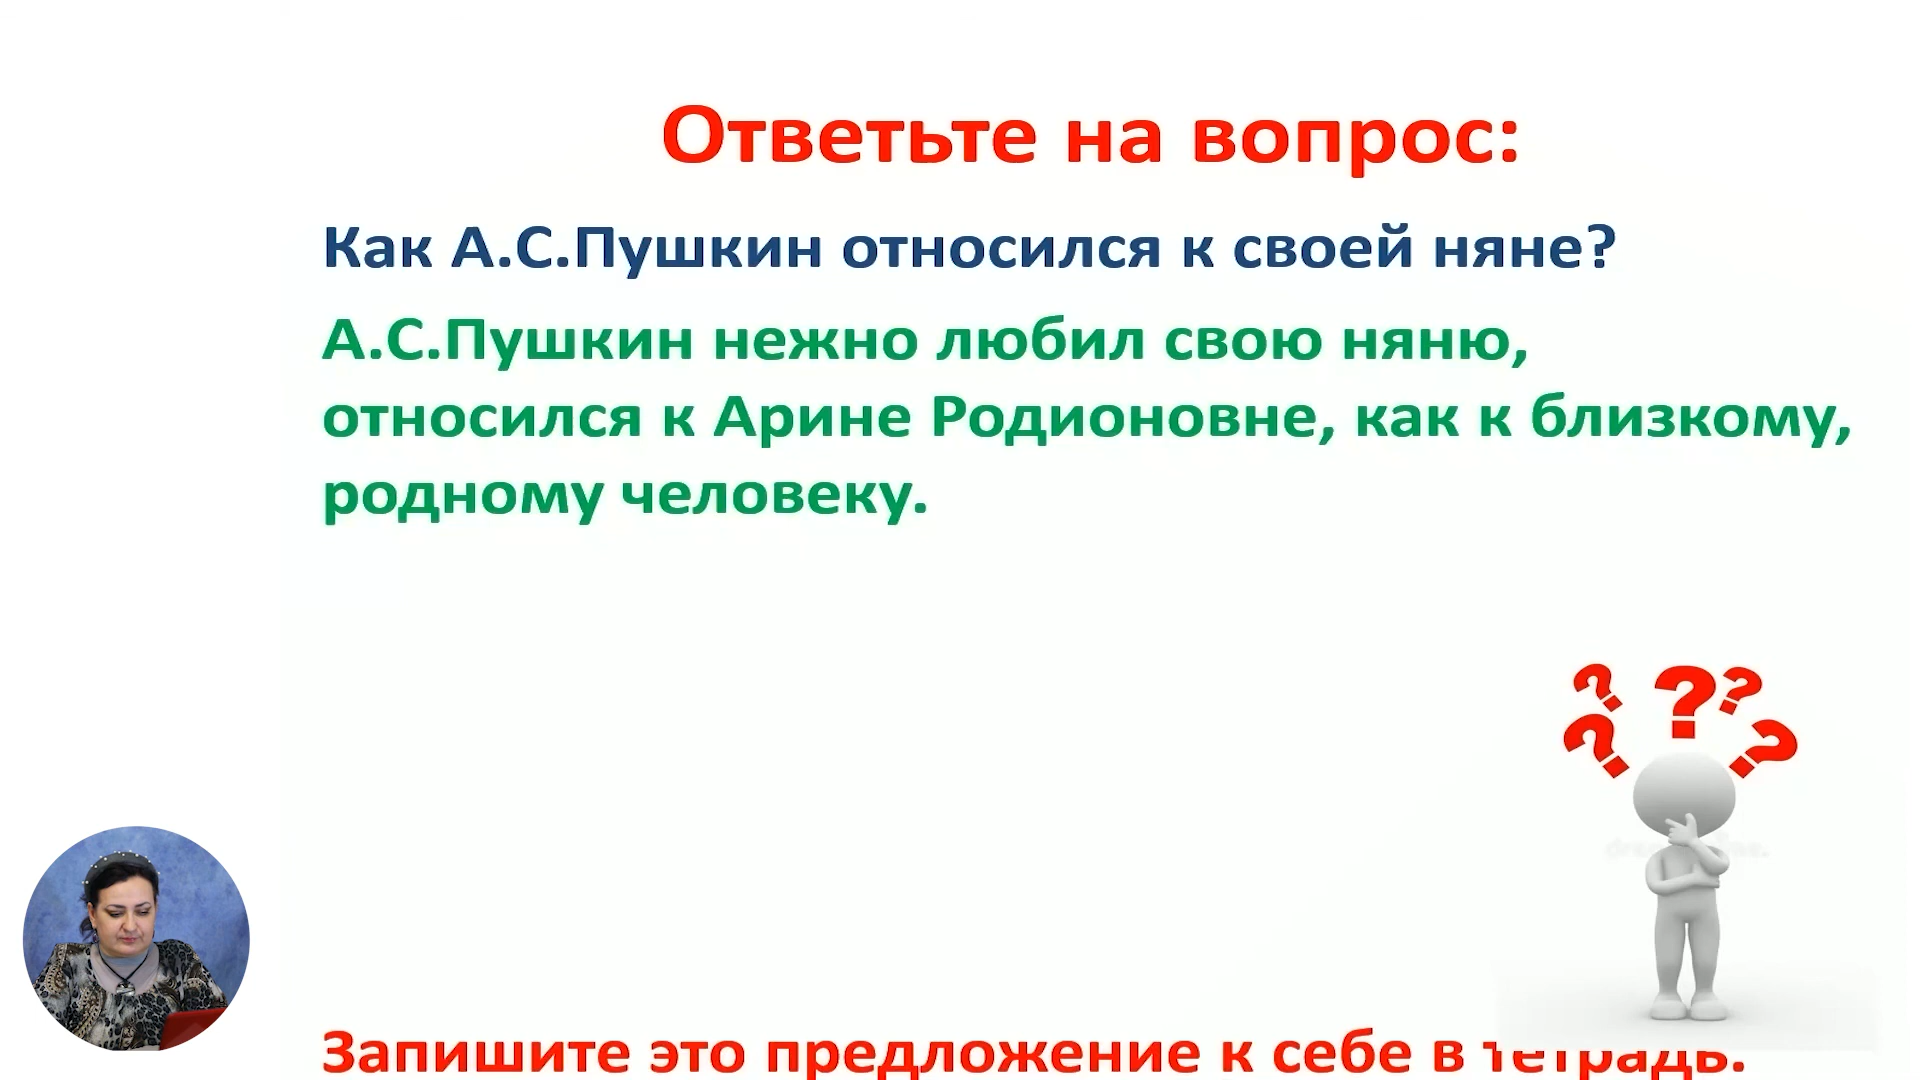 Ответьте на вопрос:
Как А.С.Пушкин относился к своей няне?
А.С.Пушкин нежно любил свою няню,
относился к Арине Родионовне, как к близкому,
родному человеку.
Запишите это предложение к себе в тетрадь.